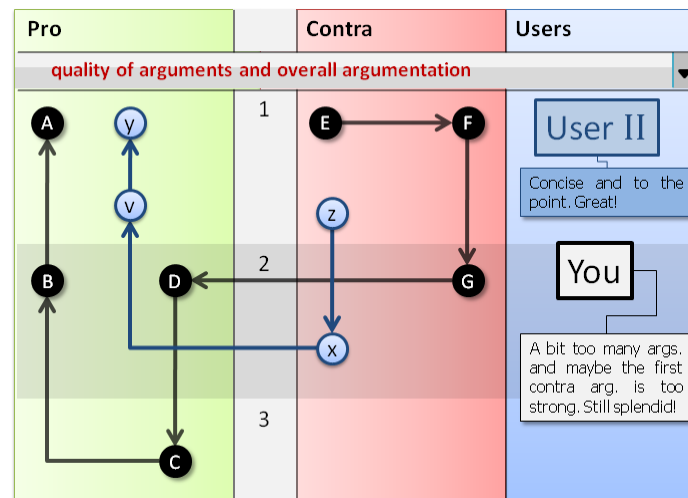 Pro Contra Users
quality of arguments and overall argumentation
A y 1 E F User II
Concise and to the
point. Great!
v z
2 You
B D G
x
A bit too many args.
and maybe the first
contra arg. is too
strong. Still splendid!
3
C